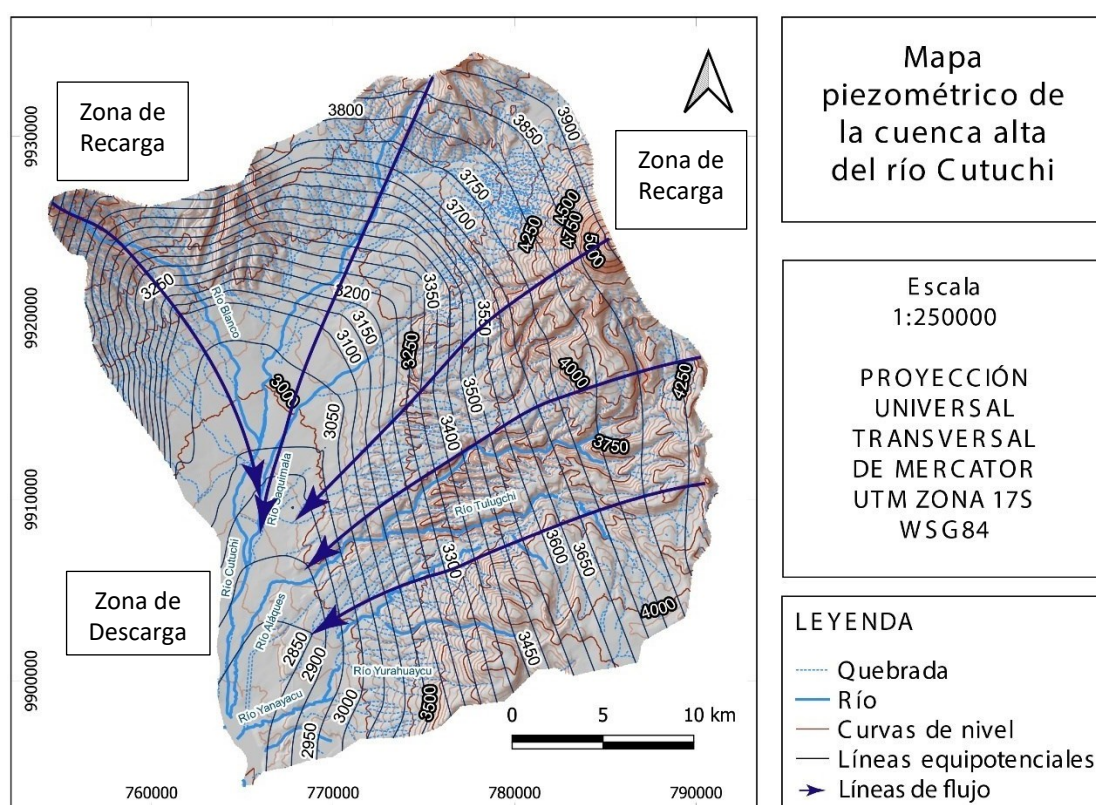 Mapa
piezométrico de
la cuenca alta
del río Cutuchi
Escala
1:250000
PROYECCIÓN
UNIVERSAL
TRANSVERSAL
DE MERCATOR
UTM ZONA 17S
WSG84
LEYENDA
Quebrada
Río
Curvas de nivel
Líneas equipotenciales
Líneas de flujo
Zona de
Recarga
Zona de
Recarga
Zona de
Descarga
9930000
9920000
9910000
9900000
760000
770000
780000
790000
0 5 10 km
3800
3900
3850
3750
3700
4500
4250
4750
5000
3250
Río Blanco
3200
3350
3150
3100
3550
3250
3000
4000
3500
4250
3050
3400
3750
Río Saquimala
Río Tulugchi
Río Cutuchi
3300
3600
3650
Río Aláques
4000
2850
2900
3450
Río Yurahuaycu
3500
Río Yanayacu
3000
2950